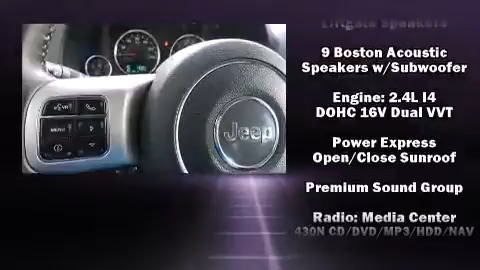 Liftgate Speakers
9 Boston Acoustic
Speakers w/Subwoofer
Engine: 2.4L I4
DOHC 16V Dual VVT
Power Express
Open/Close Sunroof
Premium Sound Group
Radio: Media Center
430N CD/DVD/MP3/HDD/NAV
Jeep
MENU